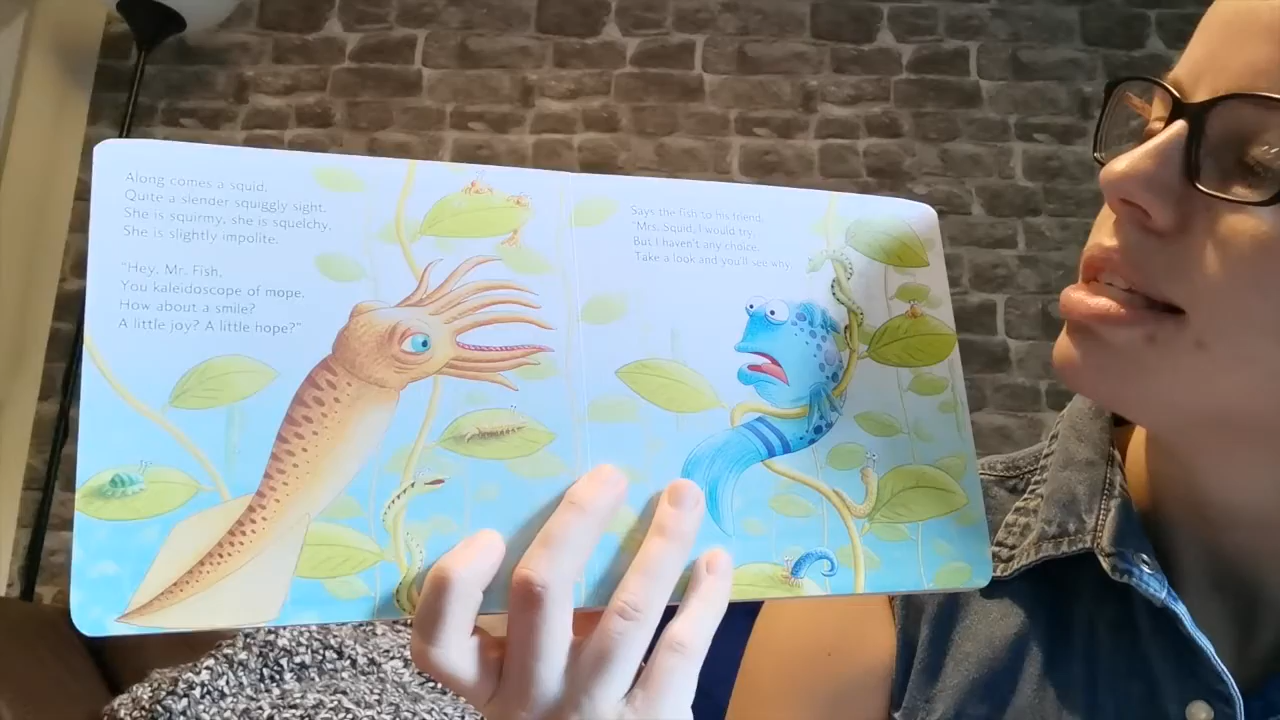 Along comes a squid,
Quite a slender squiggly sight.
She is squirmy, she is squelchy,
She is slightly impolite.
"Hey, Mr. Fish,
You kaleidoscope of mope,
How about a smile?
A little joy? A little hope?"
Says the fish to his friend,
"Mrs. Squid, I would try,
But I haven't any choice.
Take a look and you'll see why.